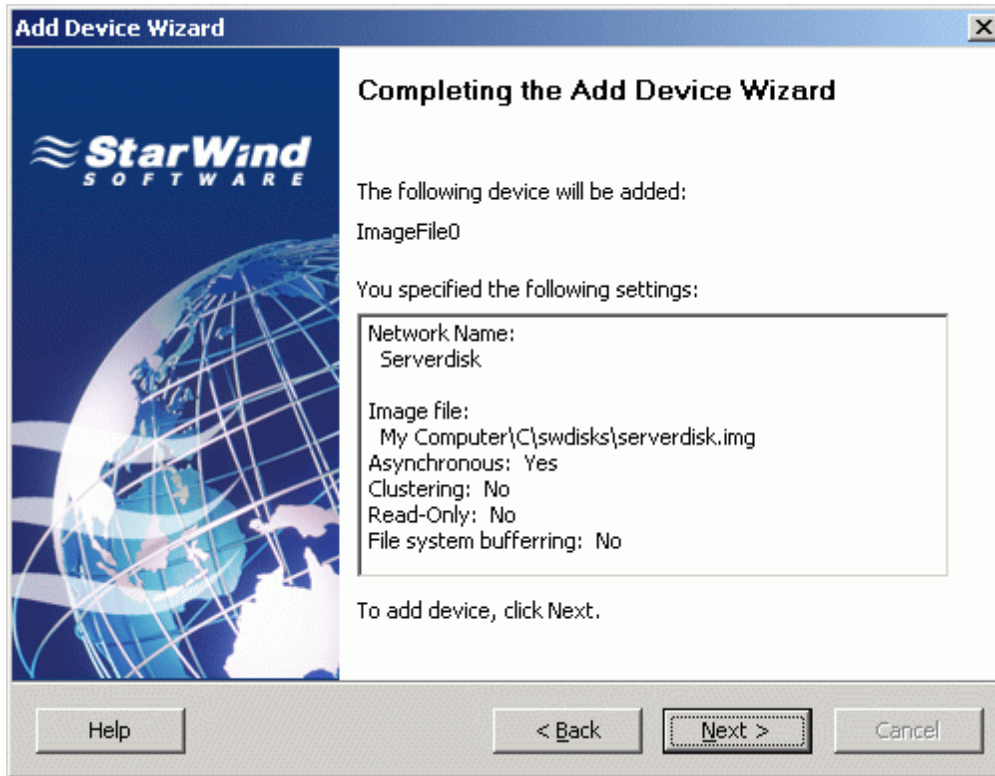 Add Device Wizard
StarWind
SOFTWARE
Completing the Add Device Wizard
The following device will be added:
ImageFile0
You specified the following settings:
Network Name:
Serverdisk
Image file:
My Computer\C\swdisks\serverdisk.img
Asynchronous: Yes
Clustering: No
Read-Only: No
File system bufferring: No
To add device, click Next.
Help
< Back
Next >
Cancel